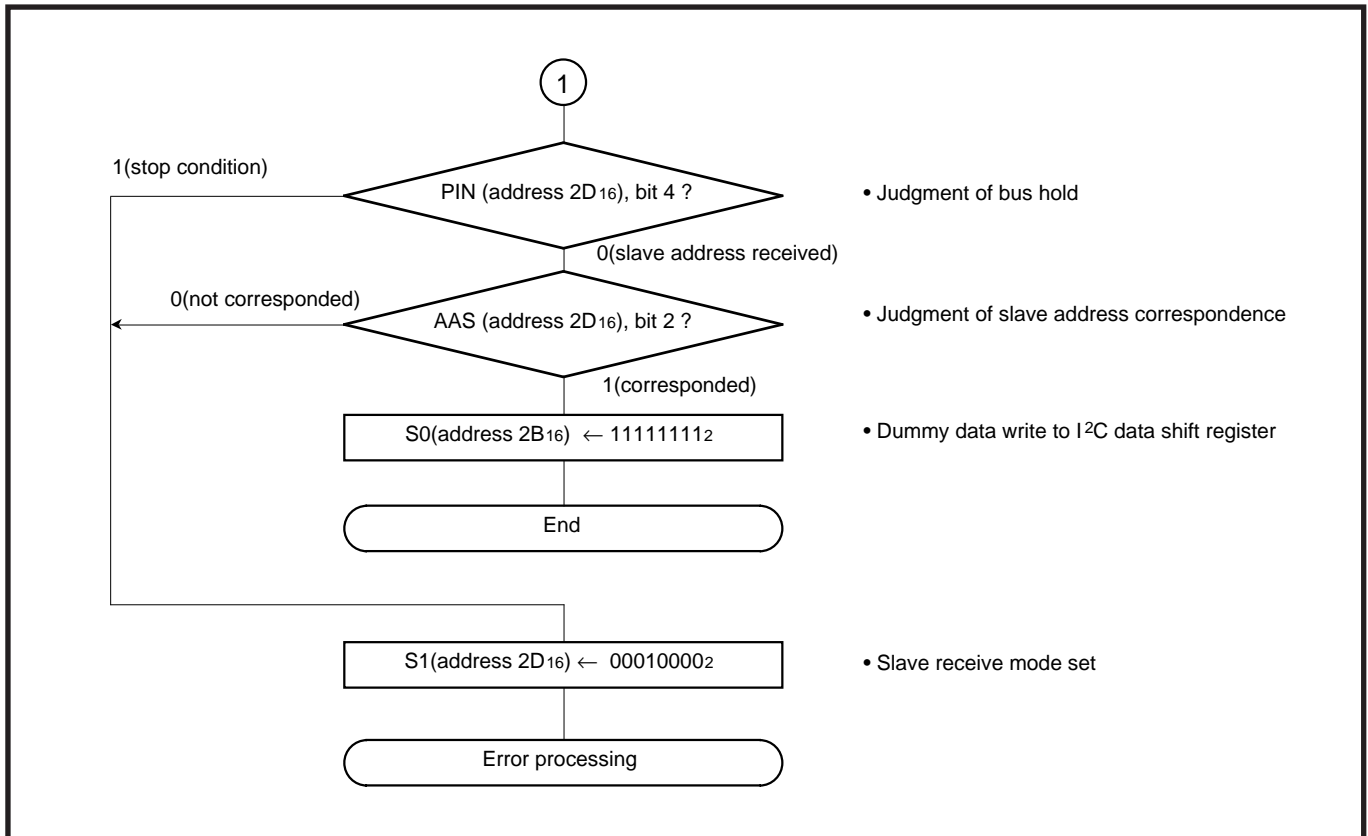 1
1(stop condition)
PIN (address 2D16), bit 4 ?
• Judgment of bus hold
0(slave address received)
0(not corresponded)
AAS (address 2D16), bit 2 ?
• Judgment of slave address correspondence
1(corresponded)
S0(address 2B16) ← 111111112
• Dummy data write to I2C data shift register
End
S1(address 2D16) ← 000100002
• Slave receive mode set
Error processing